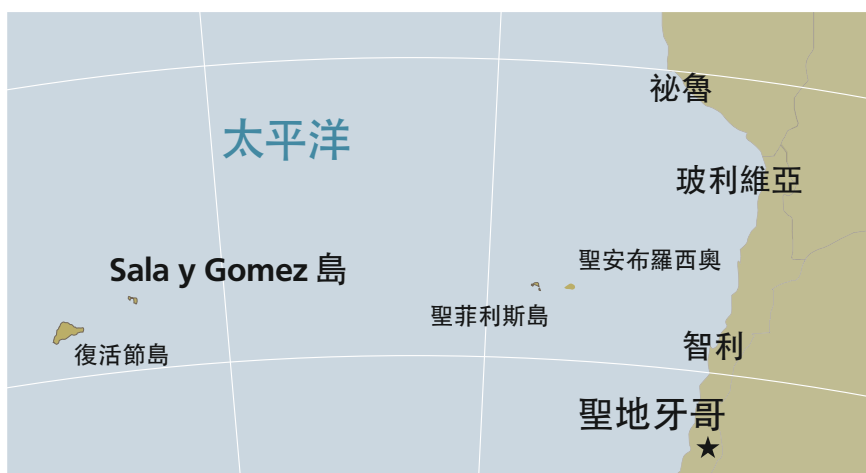 祕魯
太平洋
玻利維亞
聖安布羅西奧
Sala y Gomez 島
聖菲利斯島
智利
復活節島
聖地牙哥